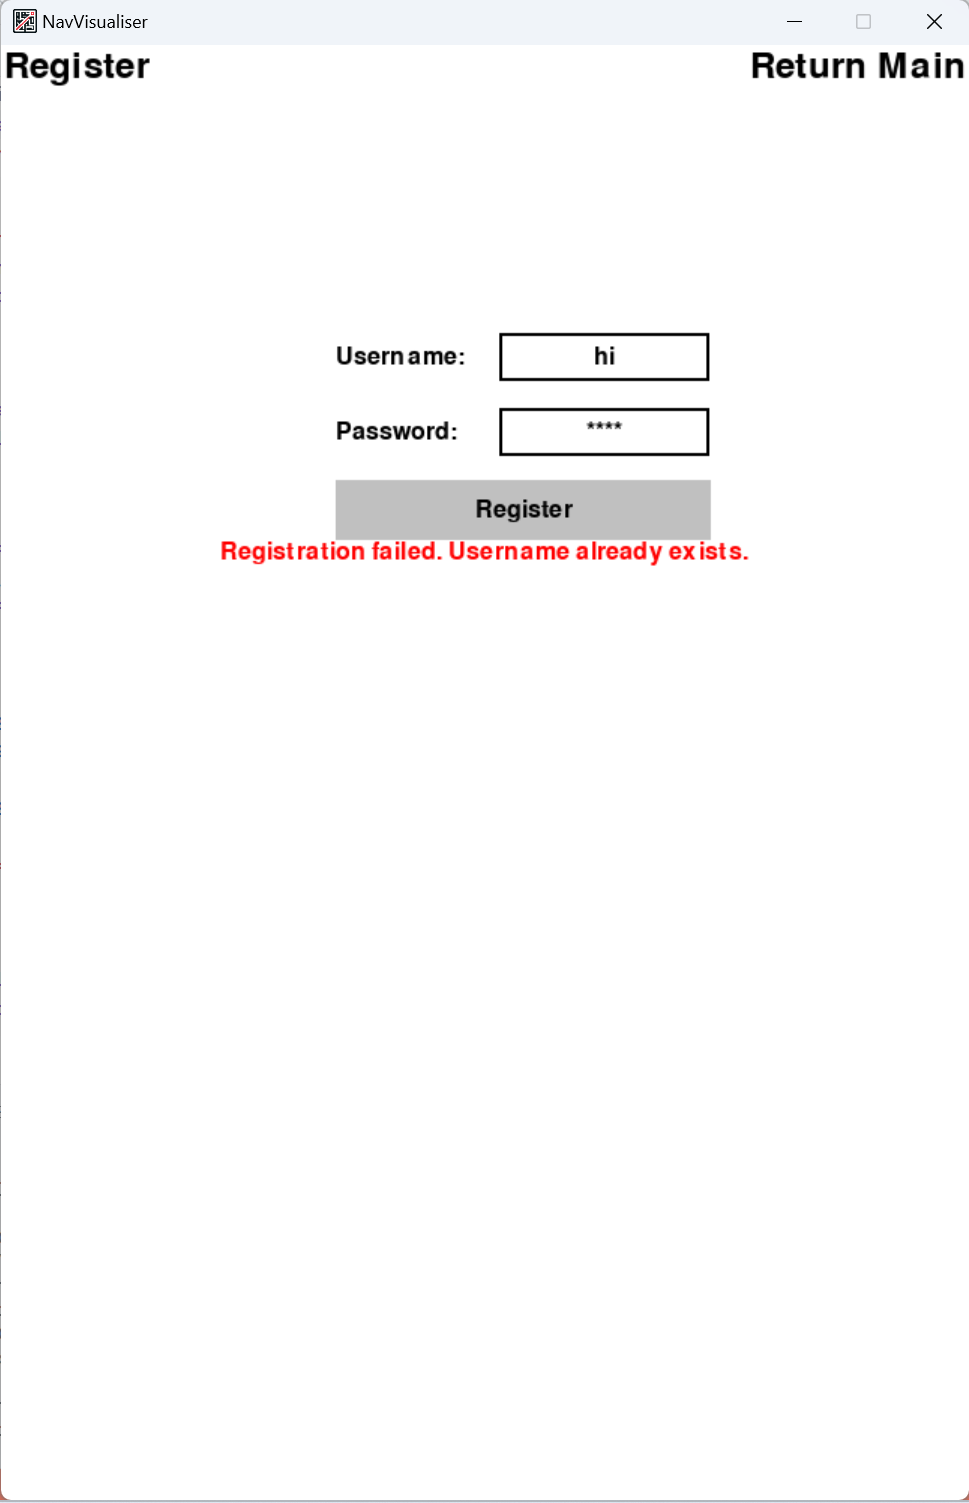 NavVisualiser
Register
Return Main
Username:
hi
Password:
****
Register
Registration failed. Username already exists.